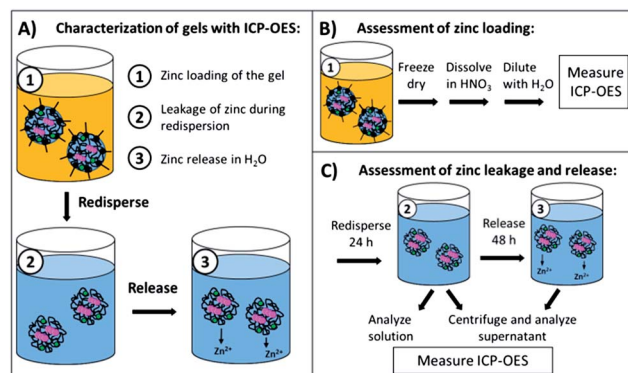 A) Characterization of gels with ICP-OES:
1
1 Zinc loading of the gel
2 Leakage of zinc during
redispersion
3 Zinc release in H₂O
Redisperse
2
Release
3
Zn²⁺
Zn²⁺
B) Assessment of zinc loading:
1
Freeze
dry
Dissolve
in HNO₃
Dilute
with H₂O
Measure
ICP-OES
C) Assessment of zinc leakage and release:
Redisperse
24 h
2
Release
48 h
3
Zn²⁺
Zn²⁺
Analyze
solution
Centrifuge and analyze
supernatant
Measure ICP-OES